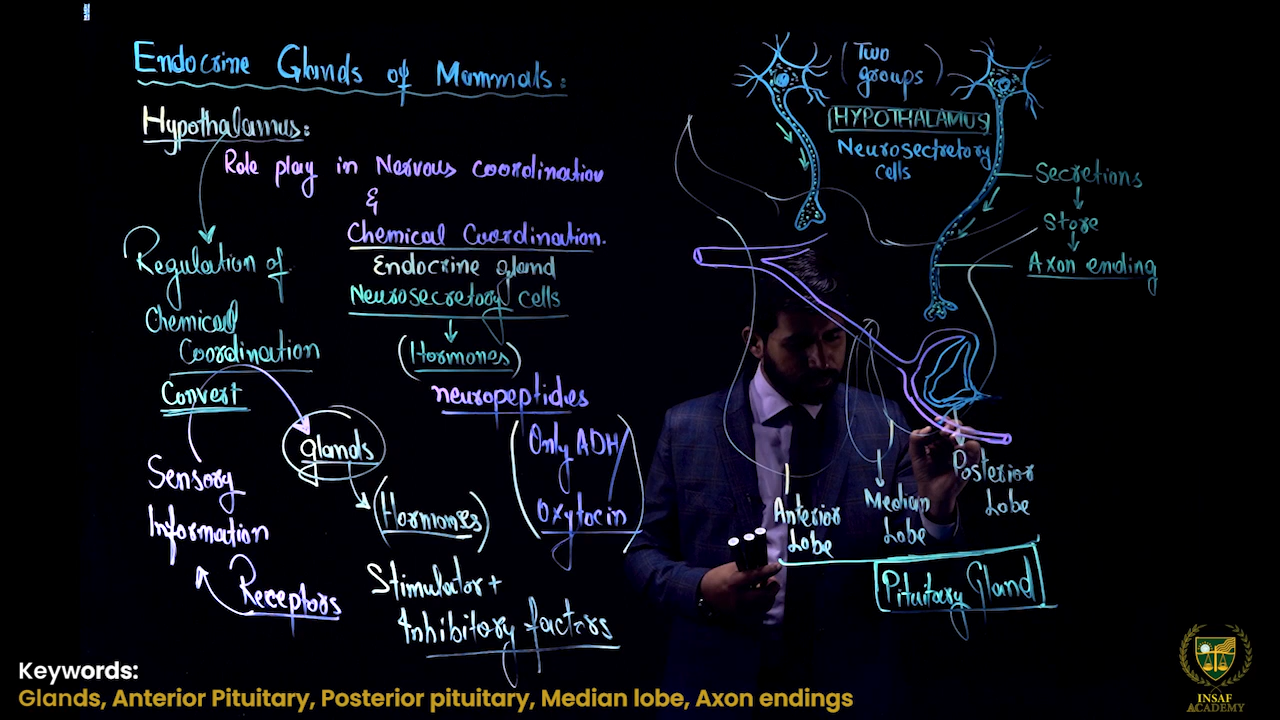 Endocrine Glands of Mammals:
Hypothalamus:
Role play in Nervous coordination
&
Chemical Coordination.
Endocrine gland
Neurosecretory cells
(Hormones)
neuropeptides
(Only ADH/
Oxytocin)
Regulation of
Chemical
Coordination
Convert
Sensory
Information
Receptors
Glands
(Hormones)
Stimulator +
Inhibitory factors
(Two
groups)
HYPOTHALAMUS
Neurosectretory
cells
Secretions
Store
Axon ending
Anterior
Lobe
Median
Lobe
Posterior
Lobe
Pituitary Gland
Keywords:
Glands, Anterior Pituitary, Posterior pituitary, Median lobe, Axon endings
INSAF
ACADEMY